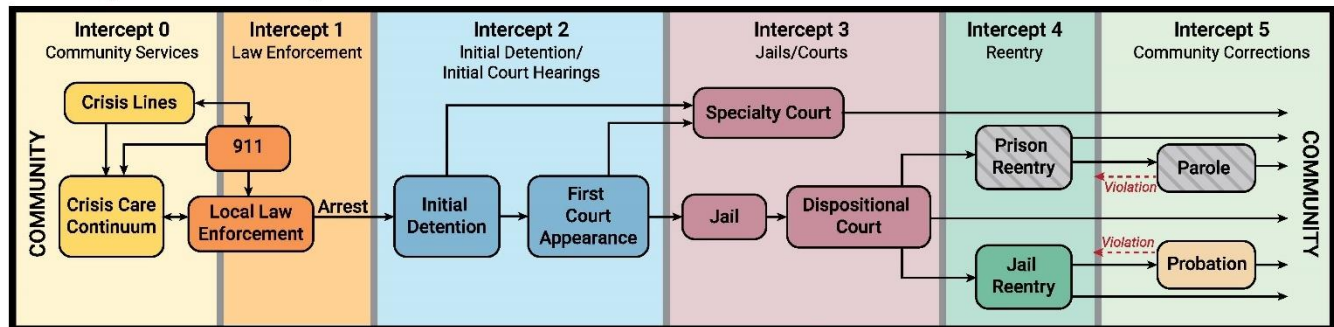 Intercept 0
Community Services
Intercept 1
Law Enforcement
Intercept 2
Initial Detention/
Initial Court Hearings
Intercept 3
Jails/Courts
Intercept 4
Reentry
Intercept 5
Community Corrections
COMMUNITY
Crisis Lines
911
Crisis Care
Continuum
Local Law
Enforcement
Arrest
Initial
Detention
First
Court
Appearance
Specialty Court
Jail
Dispositional
Court
Prison
Reentry
Violation
Parole
Jail
Reentry
Violation
Probation
COMMUNITY